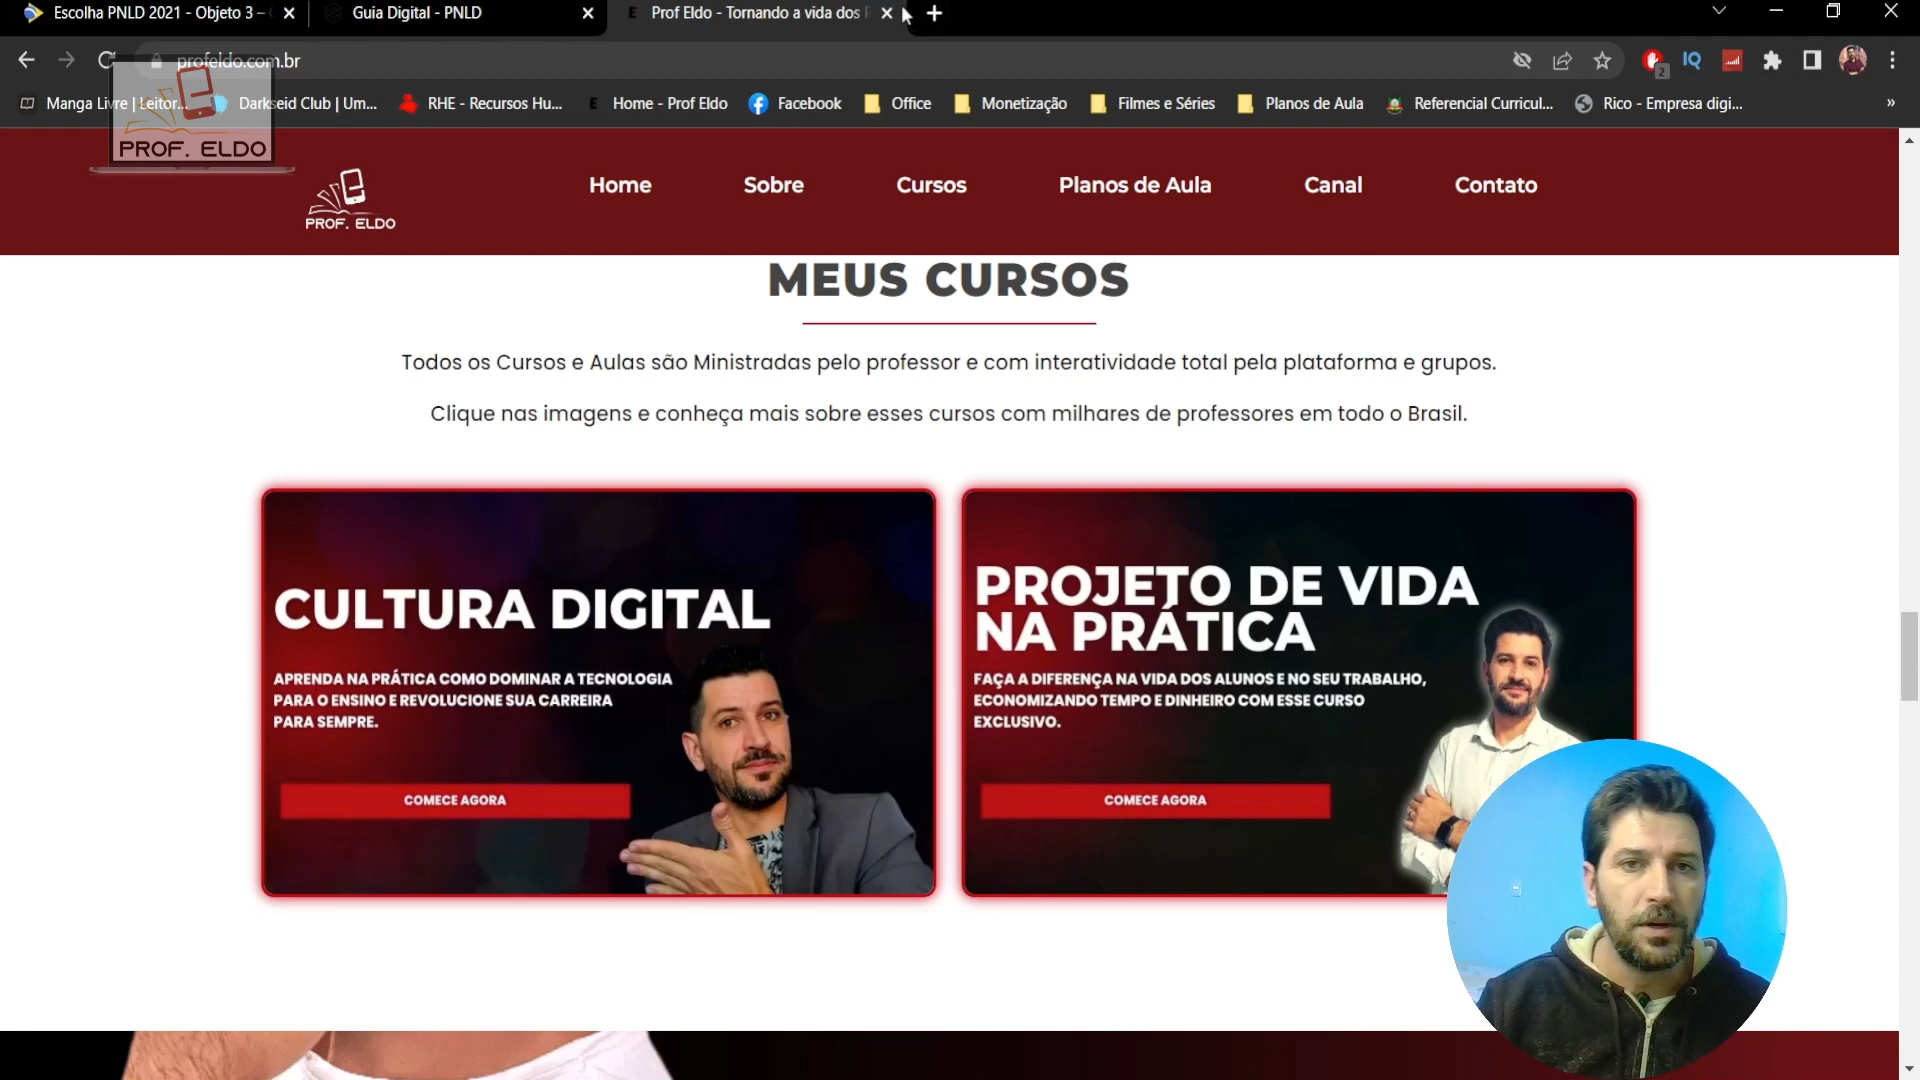 Escolha PNLD 2021 - Objeto 3 –
Guia Digital - PNLD
Prof Eldo - Tornando a vida dos
profeldo.com.br
2
IQ
Manga Livre | Leitor...
Darkseid Club | Um...
RHE - Recursos Hu...
Home - Prof Eldo
Facebook
Office
Monetização
Filmes e Séries
Planos de Aula
Referencial Curricul...
Rico - Empresa digi...
»
PROF. ELDO
PROF. ELDO
Home
Sobre
Cursos
Planos de Aula
Canal
Contato
MEUS CURSOS
Todos os Cursos e Aulas são Ministradas pelo professor e com interatividade total pela plataforma e grupos.
Clique nas imagens e conheça mais sobre esses cursos com milhares de professores em todo o Brasil.
CULTURA DIGITAL
APRENDA NA PRÁTICA COMO DOMINAR A TECNOLOGIA
PARA O ENSINO E REVOLUCIONE SUA CARREIRA
PARA SEMPRE.
COMECE AGORA
PROJETO DE VIDA
NA PRÁTICA
FAÇA A DIFERENÇA NA VIDA DOS ALUNOS E NO SEU TRABALHO,
ECONOMIZANDO TEMPO E DINHEIRO COM ESSE CURSO
EXCLUSIVO.
COMECE AGORA